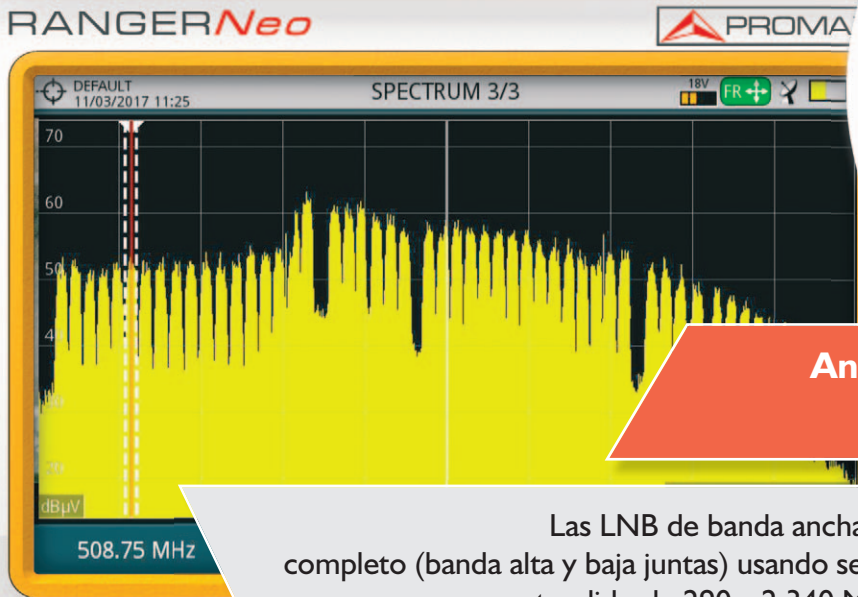 RANGERNeo
PROMA
DEFAULT
11/03/2017 11:25
SPECTRUM 3/3
18V
FR
70
60
50
dBµV
508.75 MHz
An
Las LNB de banda ancha
completo (banda alta y baja juntas) usando se